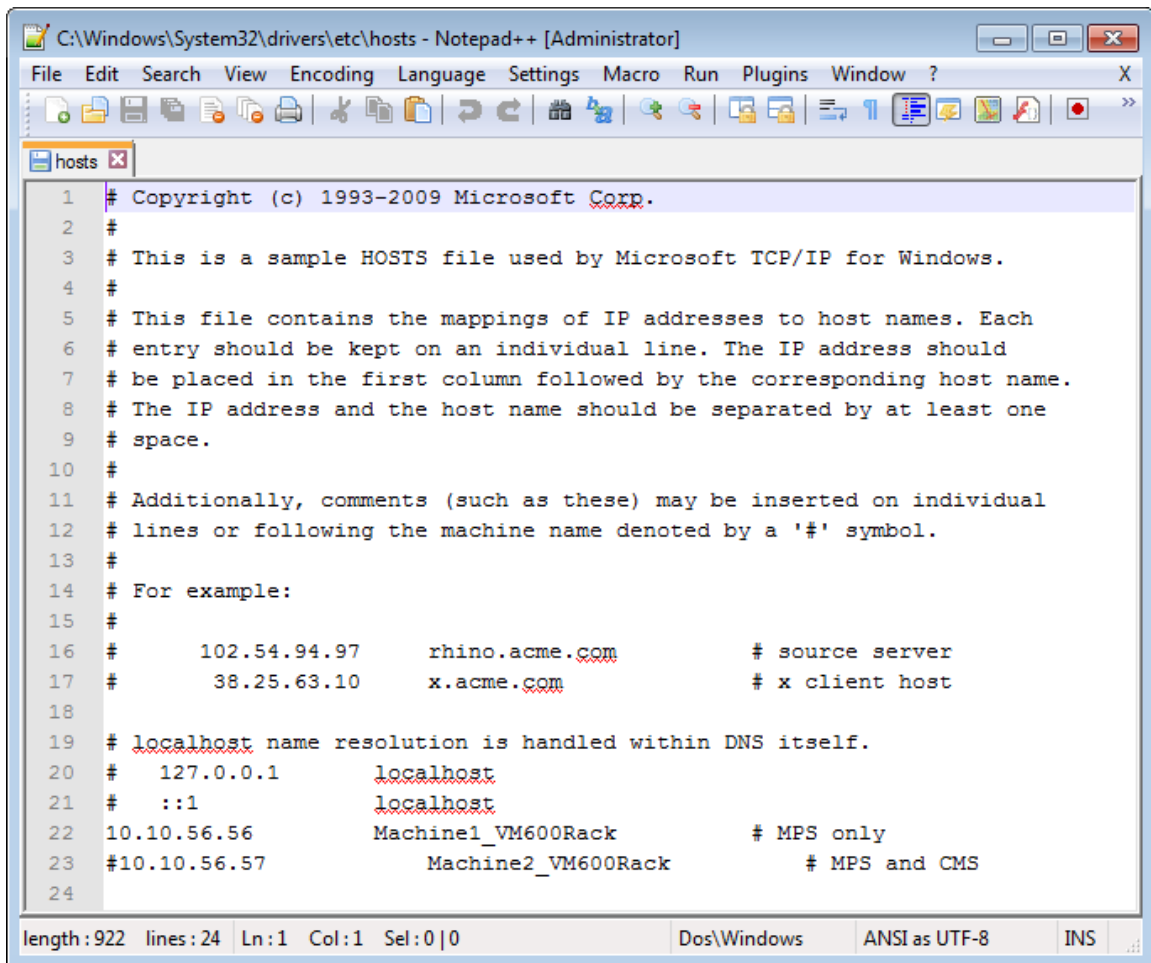 C:\Windows\System32\drivers\etc\hosts - Notepad++ [Administrator]
File Edit Search View Encoding Language Settings Macro Run Plugins Window ? X
hosts
1 # Copyright (c) 1993-2009 Microsoft Corp.
2 #
3 # This is a sample HOSTS file used by Microsoft TCP/IP for Windows.
4 #
5 # This file contains the mappings of IP addresses to host names. Each
6 # entry should be kept on an individual line. The IP address should
7 # be placed in the first column followed by the corresponding host name.
8 # The IP address and the host name should be separated by at least one
9 # space.
10 #
11 # Additionally, comments (such as these) may be inserted on individual
12 # lines or following the machine name denoted by a '#' symbol.
13 #
14 # For example:
15 #
16 #      102.54.94.97     rhino.acme.com          # source server
17 #       38.25.63.10     x.acme.com              # x client host
18
19 # localhost name resolution is handled within DNS itself.
20 #   127.0.0.1       localhost
21 #   ::1             localhost
22 10.10.56.56         Machine1_VM600Rack          # MPS only
23 #10.10.56.57            Machine2_VM600Rack          # MPS and CMS
24
length : 922 lines : 24 Ln : 1 Col : 1 Sel : 0 | 0 Dos\Windows ANSI as UTF-8 INS